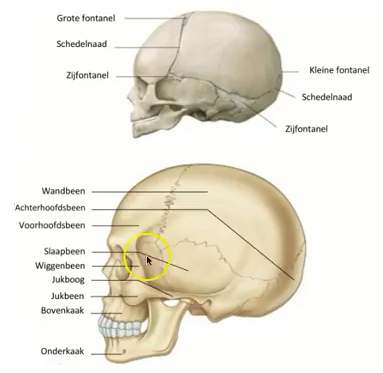 Grote fontanel
Schedelnaad
Zijfontanel
Kleine fontanel
Schedelnaad
Zijfontanel
Wandbeen
Achterhoofdsbeen
Voorhoofdsbeen
Slaapbeen
Wiggenbeen
Jukboog
Jukbeen
Bovenkaak
Onderkaak